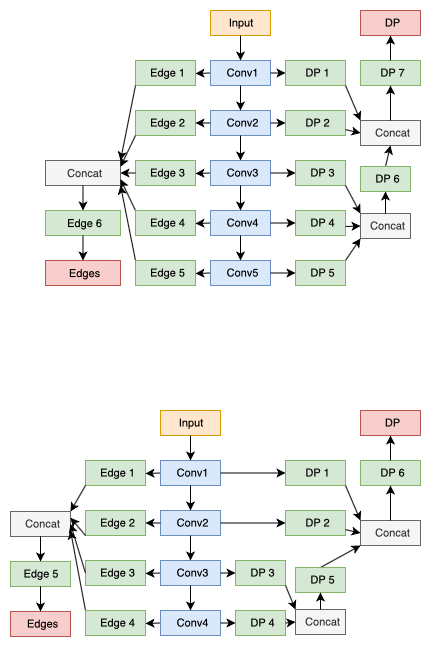 Input
DP
Edge 1
Conv1
DP 1
DP 7
Edge 2
Conv2
DP 2
Concat
Concat
Edge 3
Conv3
DP 3
DP 6
Edge 6
Edge 4
Conv4
DP 4
Concat
Edges
Edge 5
Conv5
DP 5
Input
DP
Edge 1
Conv1
DP 1
DP 6
Concat
Edge 2
Conv2
DP 2
Concat
Edge 5
Edge 3
Conv3
DP 3
DP 5
Edges
Edge 4
Conv4
DP 4
Concat